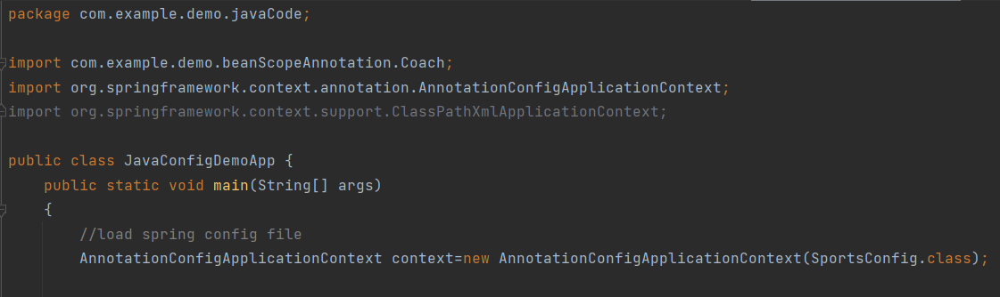 package com.example.demo.javaCode;
import com.example.demo.beanScopeAnnotation.Coach;
import org.springframework.context.annotation.AnnotationConfigApplicationContext;
import org.springframework.context.support.ClassPathXmlApplicationContext;
public class JavaConfigDemoApp {
    public static void main(String[] args)
    {
        //load spring config file
        AnnotationConfigApplicationContext context=new AnnotationConfigApplicationContext(SportsConfig.class);